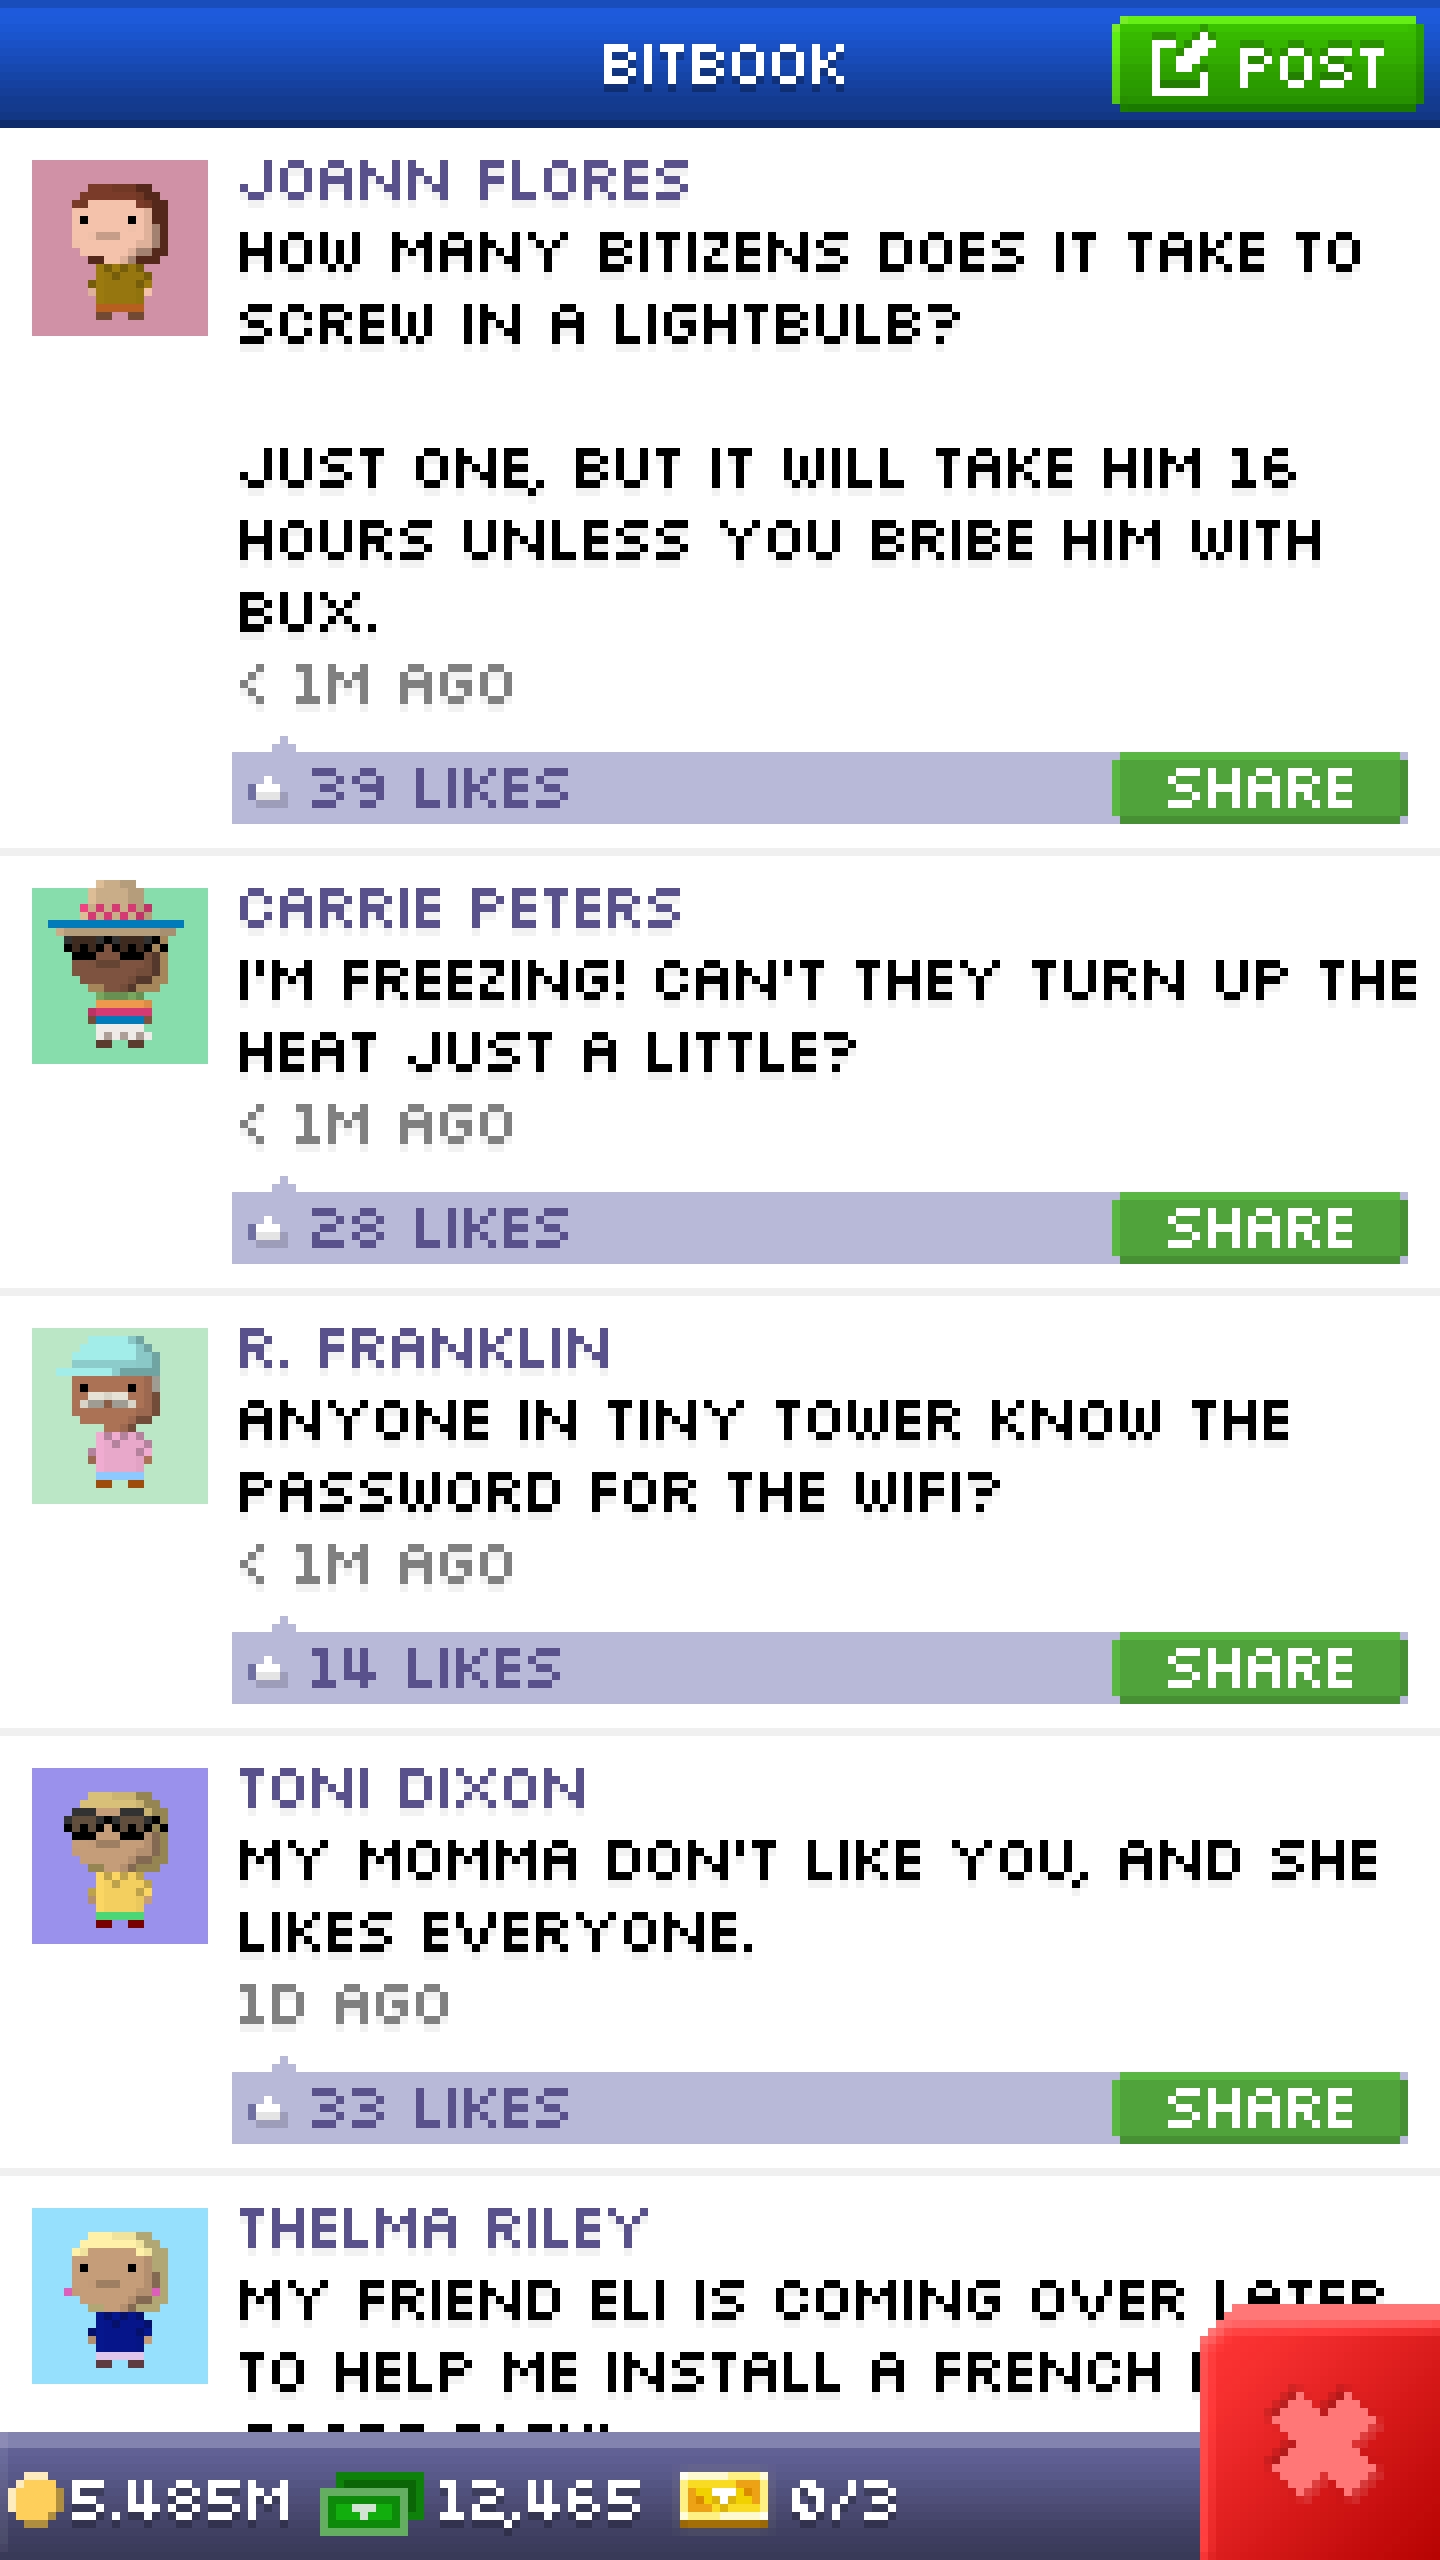 BITBOOK
POST
JOANN FLORES
HOW MANY BITIZENS DOES IT TAKE TO
SCREW IN A LIGHTBULB?
JUST ONE, BUT IT WILL TAKE HIM 16
HOURS UNLESS YOU BRIBE HIM WITH
BUX.
< 1M AGO
39 LIKES
SHARE
CARRIE PETERS
I'M FREEZING! CAN'T THEY TURN UP THE
HEAT JUST A LITTLE?
< 1M AGO
28 LIKES
SHARE
R. FRANKLIN
ANYONE IN TINY TOWER KNOW THE
PASSWORD FOR THE WIFI?
< 1M AGO
14 LIKES
SHARE
TONI DIXON
MY MOMMA DON'T LIKE YOU, AND SHE
LIKES EVERYONE.
1D AGO
33 LIKES
SHARE
THELMA RILEY
MY FRIEND ELI IS COMING OVER LATER
TO HELP ME INSTALL A FRENCH
5.485M
12,465
0/3